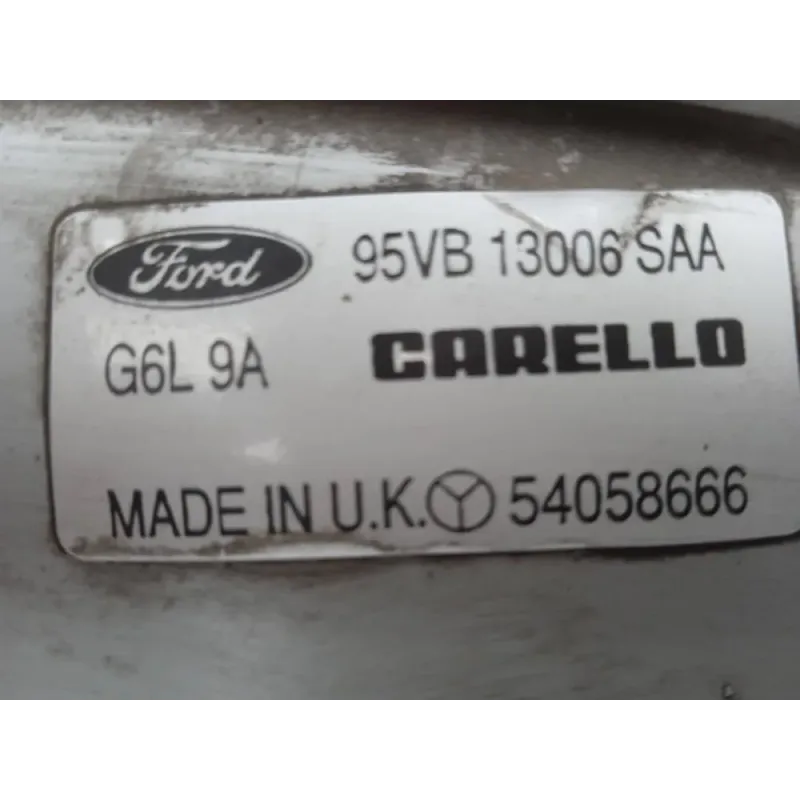 Ford 95VB 13006 SAA
G6L 9A CARELLO
MADE IN U.K. 54058666